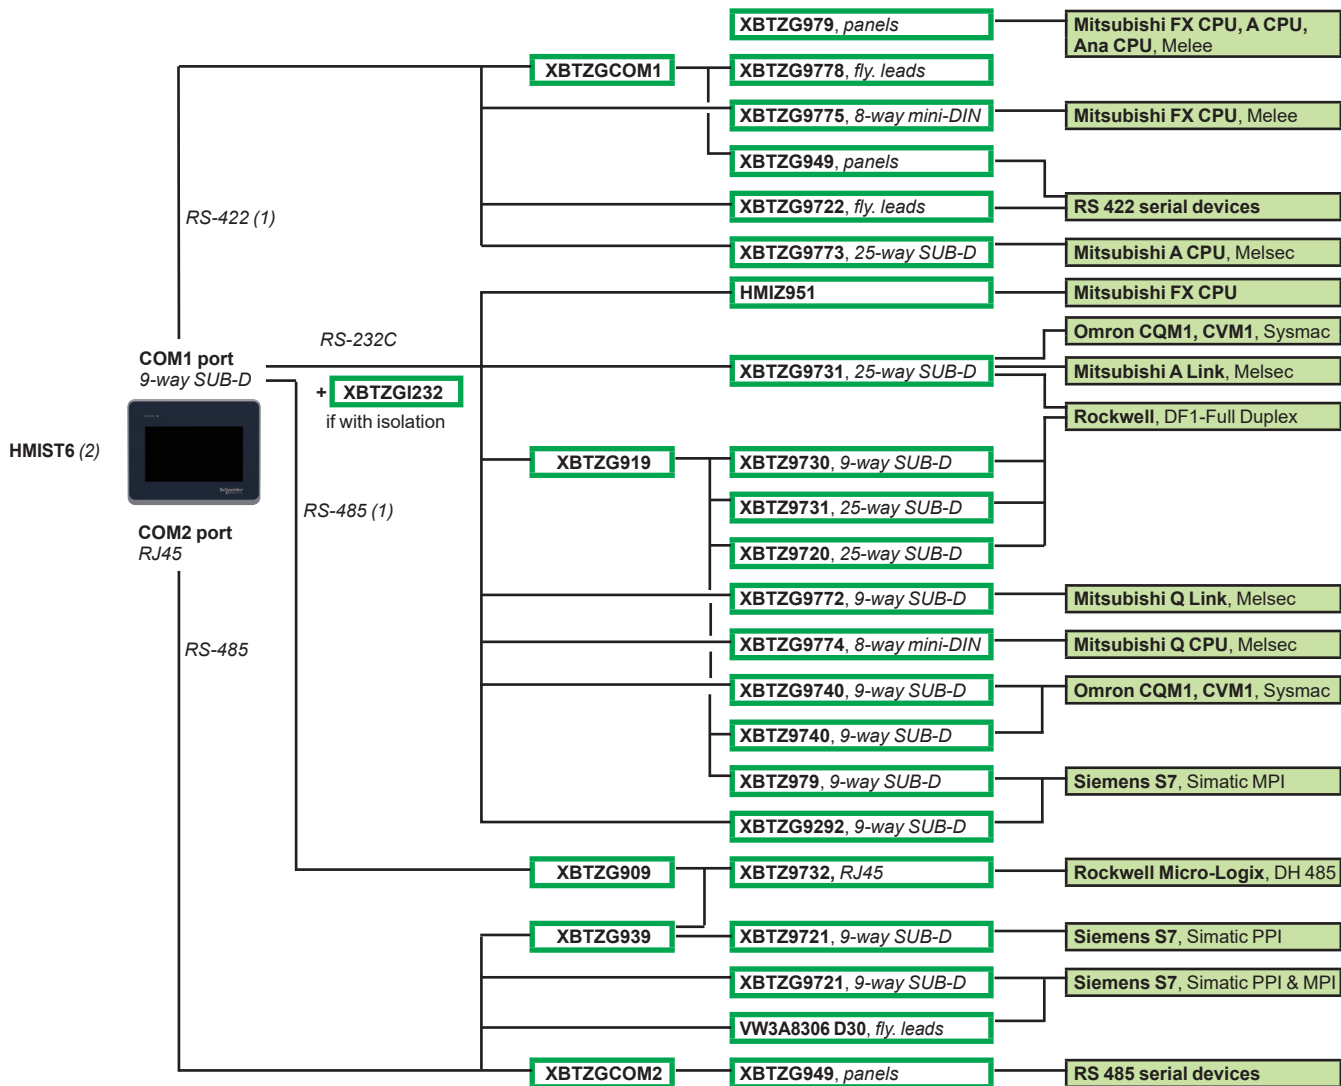 XBTZG979, panels
Mitsubishi FX CPU, A CPU,
Ana CPU, Melee
XBTZGCOM1
XBTZG9778, fly. leads
XBTZG9775, 8-way mini-DIN
Mitsubishi FX CPU, Melee
XBTZG949, panels
RS-422 (1)
XBTZG9722, fly. leads
RS 422 serial devices
XBTZG9773, 25-way SUB-D
Mitsubishi A CPU, Melsec
HMIZ951
Mitsubishi FX CPU
RS-232C
Omron CQM1, CVM1, Sysmac
COM1 port
9-way SUB-D
XBTZG9731, 25-way SUB-D
Mitsubishi A Link, Melsec
+ XBTZGI232
if with isolation
Rockwell, DF1-Full Duplex
HMIST6 (2)
XBTZG919
XBTZ9730, 9-way SUB-D
Schneider
RS-485 (1)
XBTZ9731, 25-way SUB-D
COM2 port
RJ45
XBTZ9720, 25-way SUB-D
XBTZG9772, 9-way SUB-D
Mitsubishi Q Link, Melsec
RS-485
XBTZG9774, 8-way mini-DIN
Mitsubishi Q CPU, Melsec
XBTZG9740, 9-way SUB-D
Omron CQM1, CVM1, Sysmac
XBTZ9740, 9-way SUB-D
XBTZ979, 9-way SUB-D
Siemens S7, Simatic MPI
XBTZG9292, 9-way SUB-D
XBTZG909
XBTZ9732, RJ45
Rockwell Micro-Logix, DH 485
XBTZG939
XBTZ9721, 9-way SUB-D
Siemens S7, Simatic PPI
XBTZG9721, 9-way SUB-D
Siemens S7, Simatic PPI & MPI
VW3A8306 D30, fly. leads
XBTZGCOM2
XBTZG949, panels
RS 485 serial devices